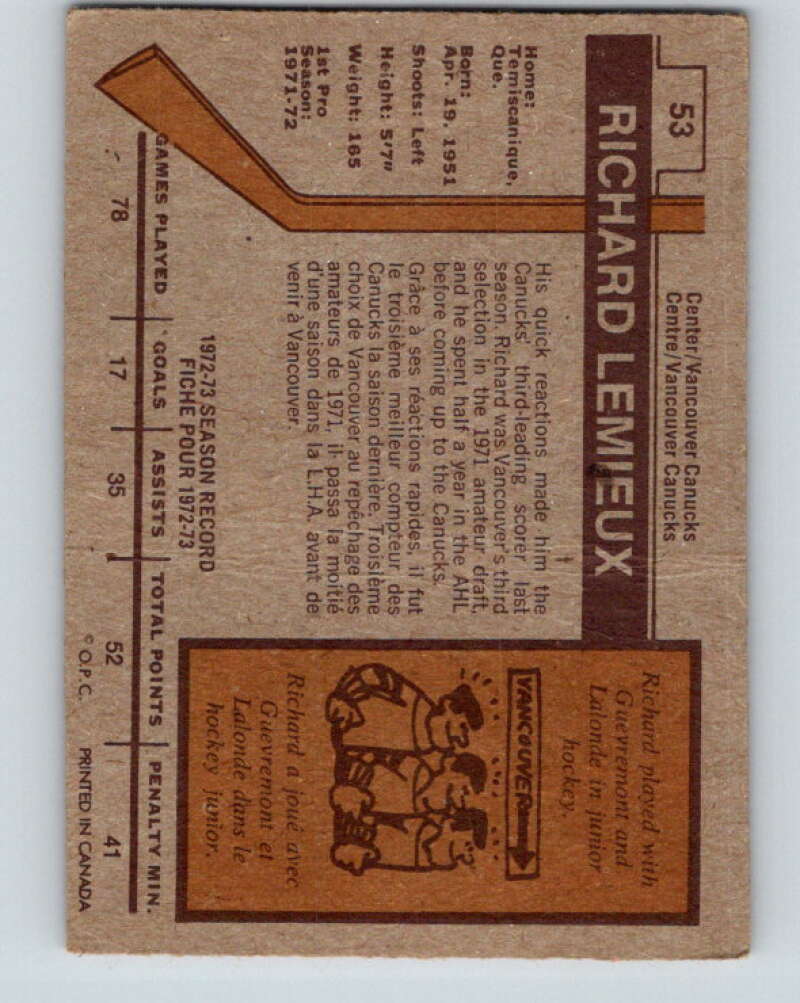 53
Center/Vancouver Canucks
Centre/Vancouver Canucks
RICHARD LEMIEUX
Home:
Temiscanique,
Que.
Born:
Apr. 19, 1951
Shoots: Left
Height: 5'7"
Weight: 165
1st Pro
Season:
1971-72
His quick reactions made him the
Canucks' third-leading scorer last
season. Richard was Vancouver's third
selection in the 1971 amateur draft,
and he spent half a year in the AHL
before coming up to the Canucks.
Grâce à ses réactions rapides, il fut
le troisième meilleur compteur des
Canucks la saison dernière. Troisième
choix de Vancouver au repéchage des
amateurs de 1971, il passa la moitié
d'une saison dans la L.H.A. avant de
venir à Vancouver.
Richard played with
Guevremont and
Lalonde in junior
hockey.
VANCOUVER
Richard a joué avec
Guevremont et
Lalonde dans le
hockey junior.
1972-73 SEASON RECORD
FICHE POUR 1972-73
GAMES PLAYED GOALS ASSISTS TOTAL POINTS PENALTY MIN.
78 17 35 52 41
© O.P.C. PRINTED IN CANADA